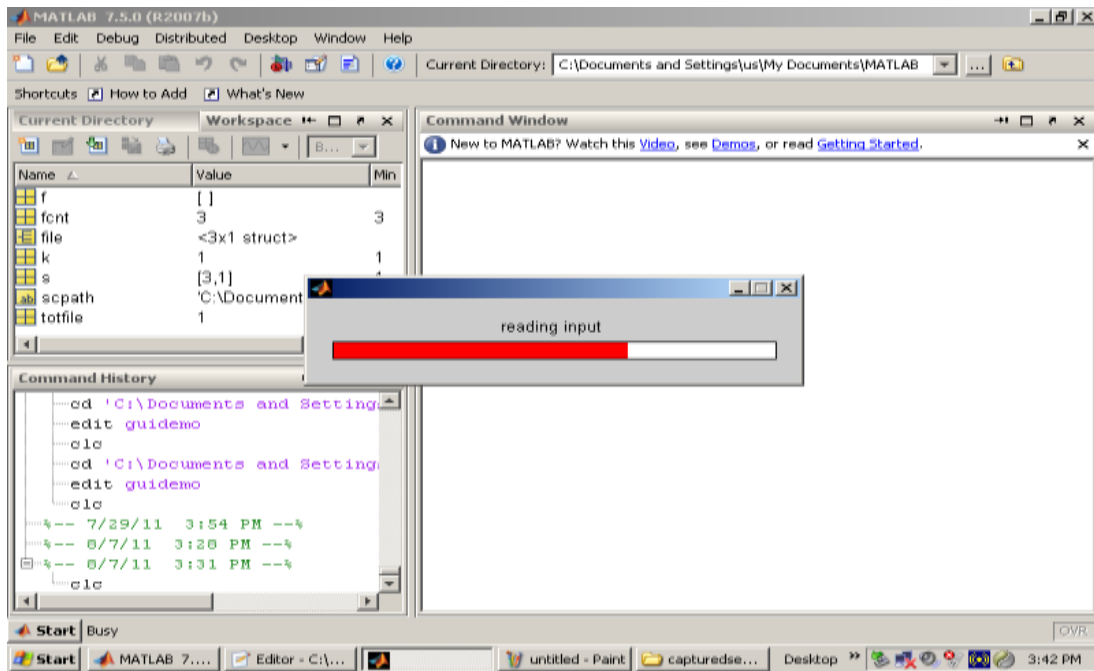 MATLAB 7.5.0 (R2007b)
File Edit Debug Distributed Desktop Window Help
Current Directory: C:\Documents and Settings\us\My Documents\MATLAB ...
Shortcuts How to Add What's New
Current Directory Workspace
B...
Name Value Min
f [ ]
fcnt 3 3
file <3x1 struct>
k 1 1
s [3,1]
ab scpath 'C:\Document
totfile 1
Command History
cd 'C:\Documents and Setting
edit guidemo
clc
cd 'C:\Documents and Setting
edit guidemo
clc
%-- 7/29/11 3:54 PM --%
%-- 8/7/11 3:28 PM --%
%-- 8/7/11 3:31 PM --%
clc
Command Window
New to MATLAB? Watch this Video, see Demos, or read Getting Started.
reading input
Start Busy
OVR
Start MATLAB 7.... Editor - C:\... untitled - Paint capturedse... Desktop » 3:42 PM